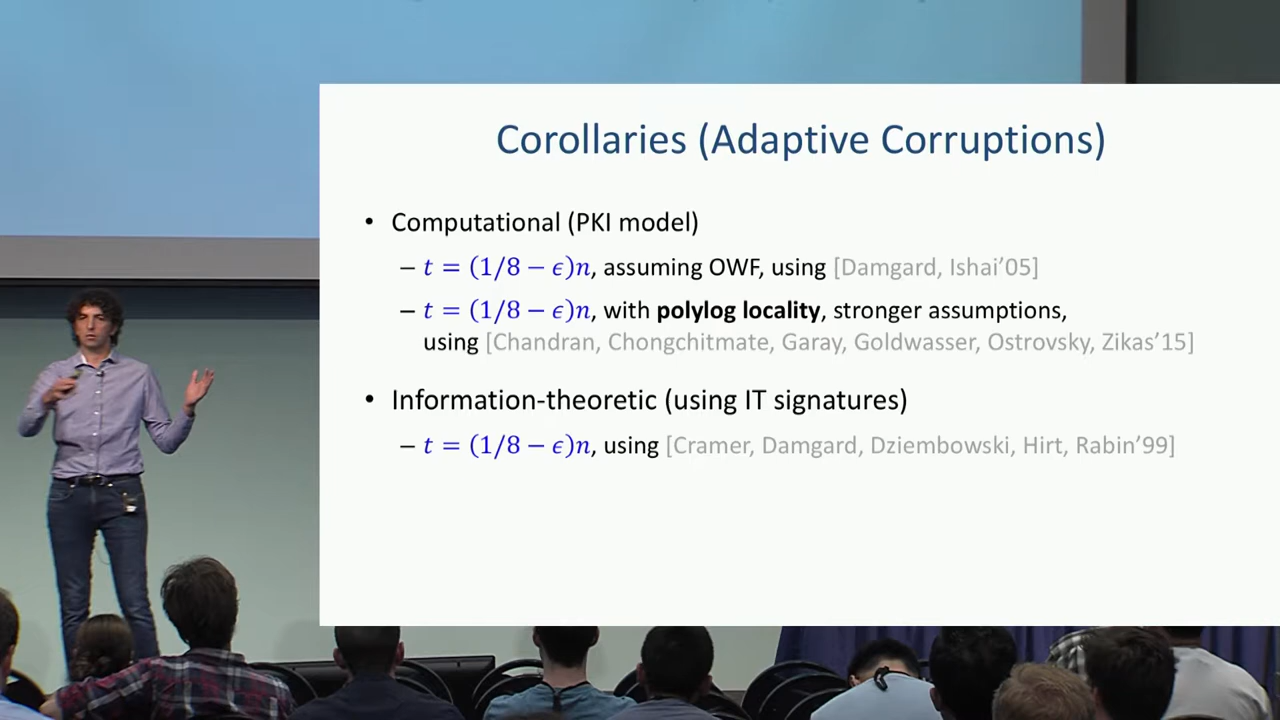 Corollaries (Adaptive Corruptions)
• Computational (PKI model)
– t = (1/8 − ϵ)n, assuming OWF, using [Damgard, Ishai’05]
– t = (1/8 − ϵ)n, with polylog locality, stronger assumptions,
using [Chandran, Chongchitmate, Garay, Goldwasser, Ostrovsky, Zikas’15]
• Information-theoretic (using IT signatures)
– t = (1/8 − ϵ)n, using [Cramer, Damgard, Dziembowski, Hirt, Rabin’99]